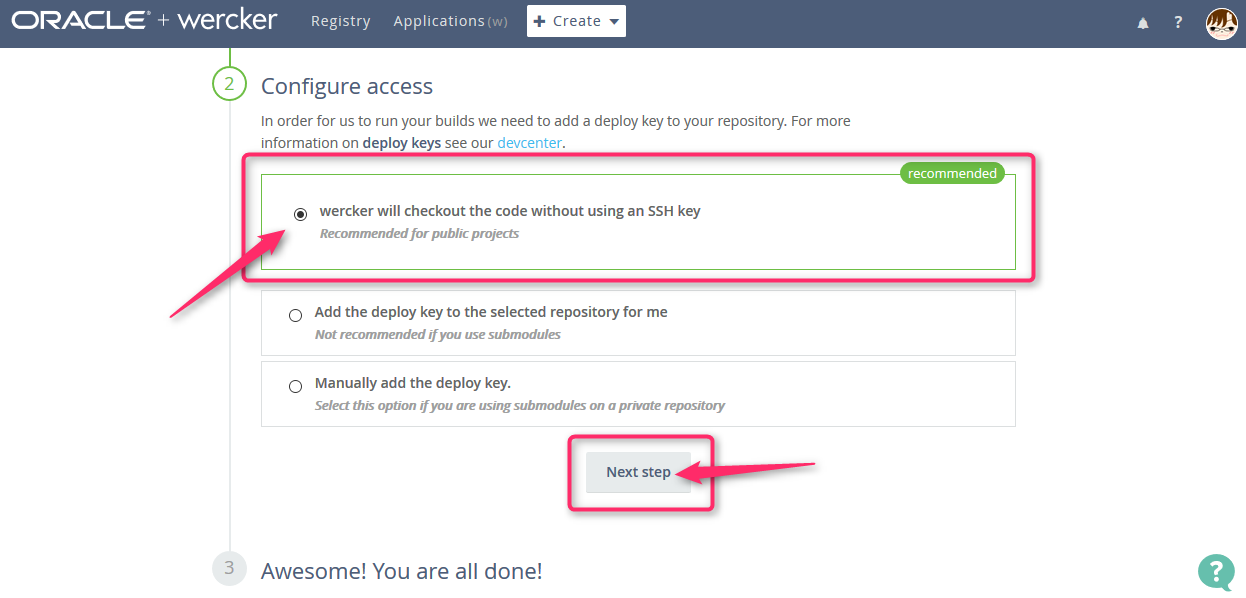 ORACLE® + wercker Registry Applications(w) + Create ?
2 Configure access
In order for us to run your builds we need to add a deploy key to your repository. For more
information on deploy keys see our devcenter.
recommended
wercker will checkout the code without using an SSH key
Recommended for public projects
Add the deploy key to the selected repository for me
Not recommended if you use submodules
Manually add the deploy key.
Select this option if you are using submodules on a private repository
Next step
3 Awesome! You are all done!
?